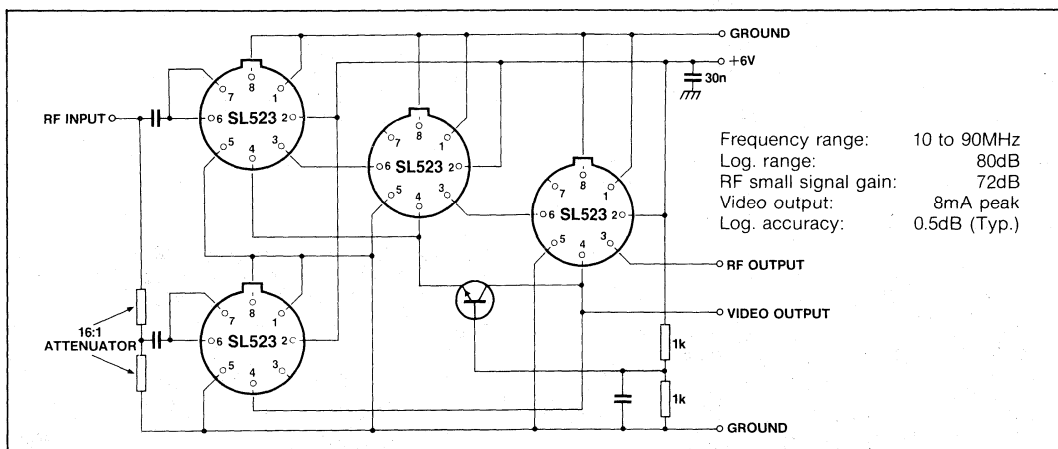 GROUND
+6V
30n
RF INPUT
8
7
1
6 SL523 2
5
4
3
8
7
1
6 SL523 2
5
4
3
8
7
1
6 SL523 2
5
4
3
Frequency range: 10 to 90MHz
Log. range: 80dB
RF small signal gain: 72dB
Video output: 8mA peak
Log. accuracy: 0.5dB (Typ.)
RF OUTPUT
VIDEO OUTPUT
16:1
ATTENUATOR
8
7
1
6 SL523 2
5
4
3
1k
1k
GROUND